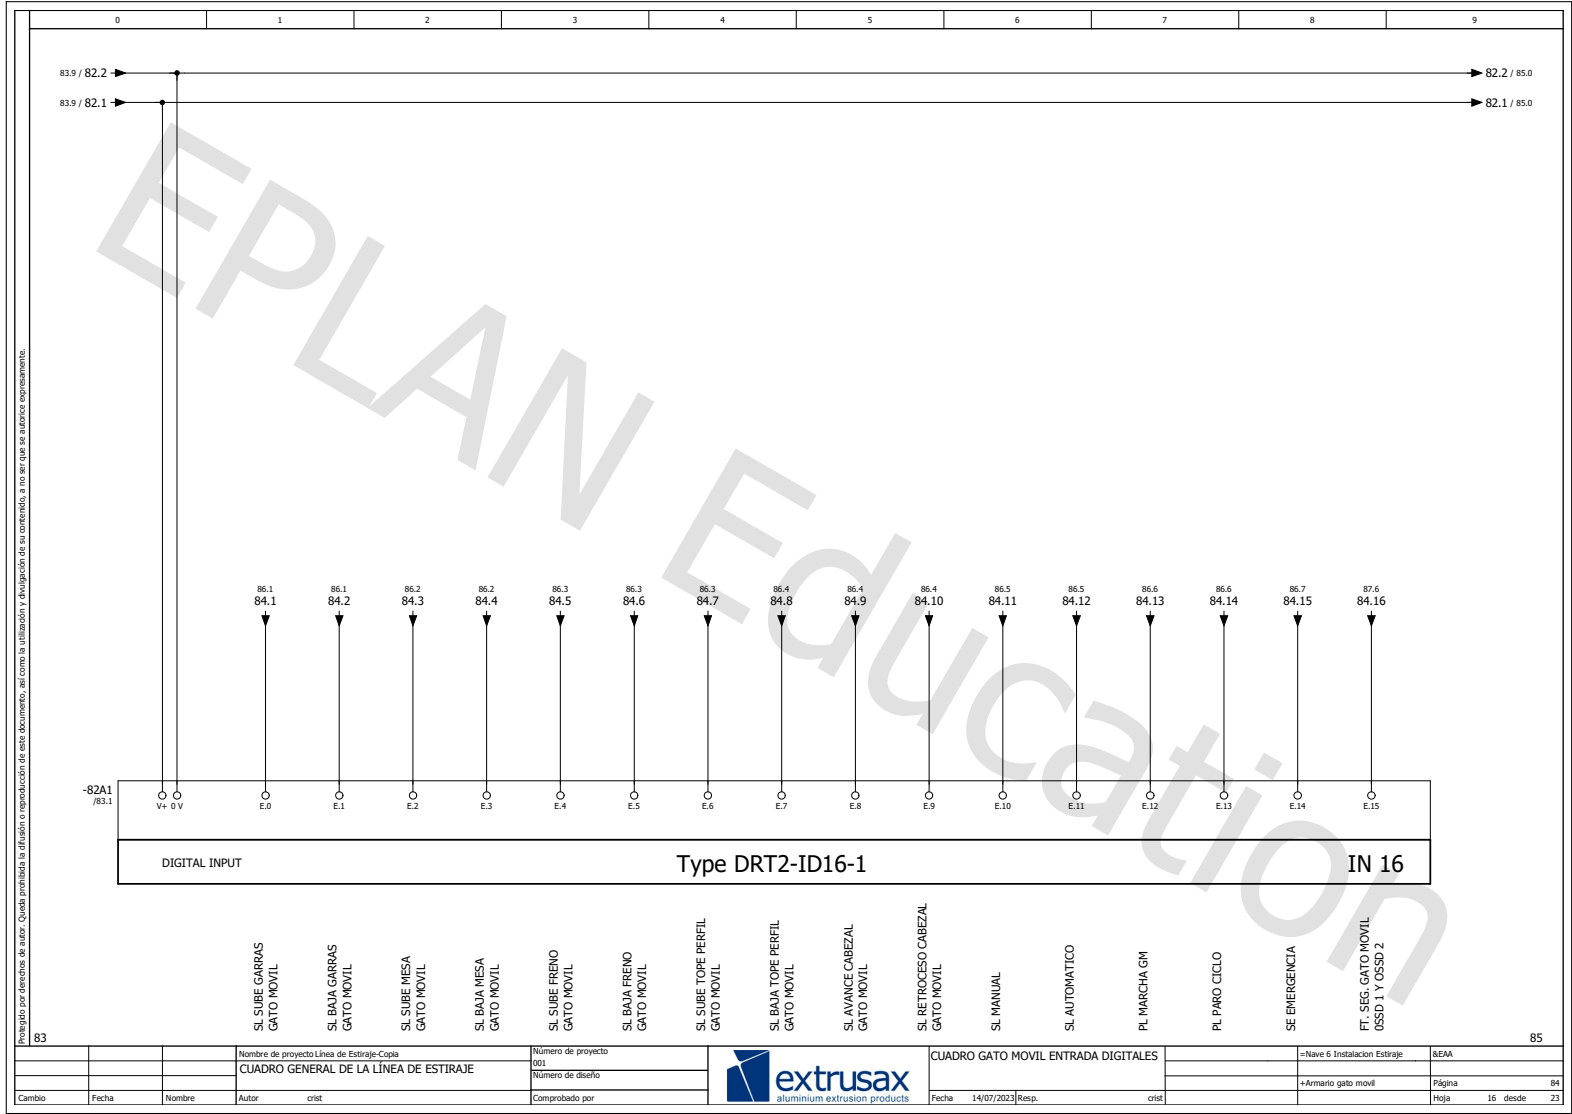 0 1 2 3 4 5 6 7 8 9
83.9 / 82.2
82.2 / 85.0
83.9 / 82.1
82.1 / 85.0
EPLAN Education
Protegido por derechos de autor. Queda prohibida la difusión o reproducción de este documento, así como la utilización y divulgación de su contenido, a no ser que se autorice expresamente.
86.1 86.1 86.2 86.2 86.3 86.3 86.3 86.4 86.4 86.4 86.5 86.5 86.6 86.6 86.7 87.6
84.1 84.2 84.3 84.4 84.5 84.6 84.7 84.8 84.9 84.10 84.11 84.12 84.13 84.14 84.15 84.16
-82A1
/83.1
V+ 0 V E.0 E.1 E.2 E.3 E.4 E.5 E.6 E.7 E.8 E.9 E.10 E.11 E.12 E.13 E.14 E.15
DIGITAL INPUT Type DRT2-ID16-1 IN 16
SL SUBE GARRAS
GATO MOVIL
SL BAJA GARRAS
GATO MOVIL
SL SUBE MESA
GATO MOVIL
SL BAJA MESA
GATO MOVIL
SL SUBE FRENO
GATO MOVIL
SL BAJA FRENO
GATO MOVIL
SL SUBE TOPE PERFIL
GATO MOVIL
SL BAJA TOPE PERFIL
GATO MOVIL
SL AVANCE CABEZAL
GATO MOVIL
SL RETROCESO CABEZAL
GATO MOVIL
SL MANUAL
SL AUTOMATICO
PL MARCHA GM
PL PARO CICLO
SE EMERGENCIA
FT. SEG. GATO MOVIL
OSSD 1 Y OSSD 2
83
85
Cambio Fecha Nombre
Nombre de proyecto Línea de Estiraje-Copia
CUADRO GENERAL DE LA LÍNEA DE ESTIRAJE
Autor crist
Número de proyecto
001
Número de diseño
Comprobado por
extrusax
aluminium extrusion products
CUADRO GATO MOVIL ENTRADA DIGITALES
Fecha 14/07/2023 Resp. crist
=Nave 6 Instalacion Estiraje
+Armario gato movil
&EAA
Página 84
Hoja 16 desde 23